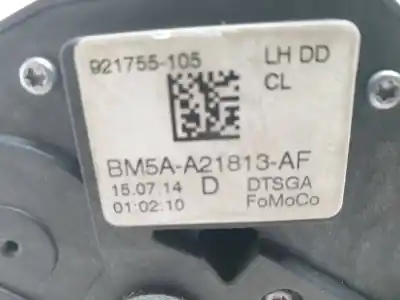 921755-105 LH DD
CL
BM5A-A21813-AF
15.07.14 D DTSGA
01:02.10 FoMoCo